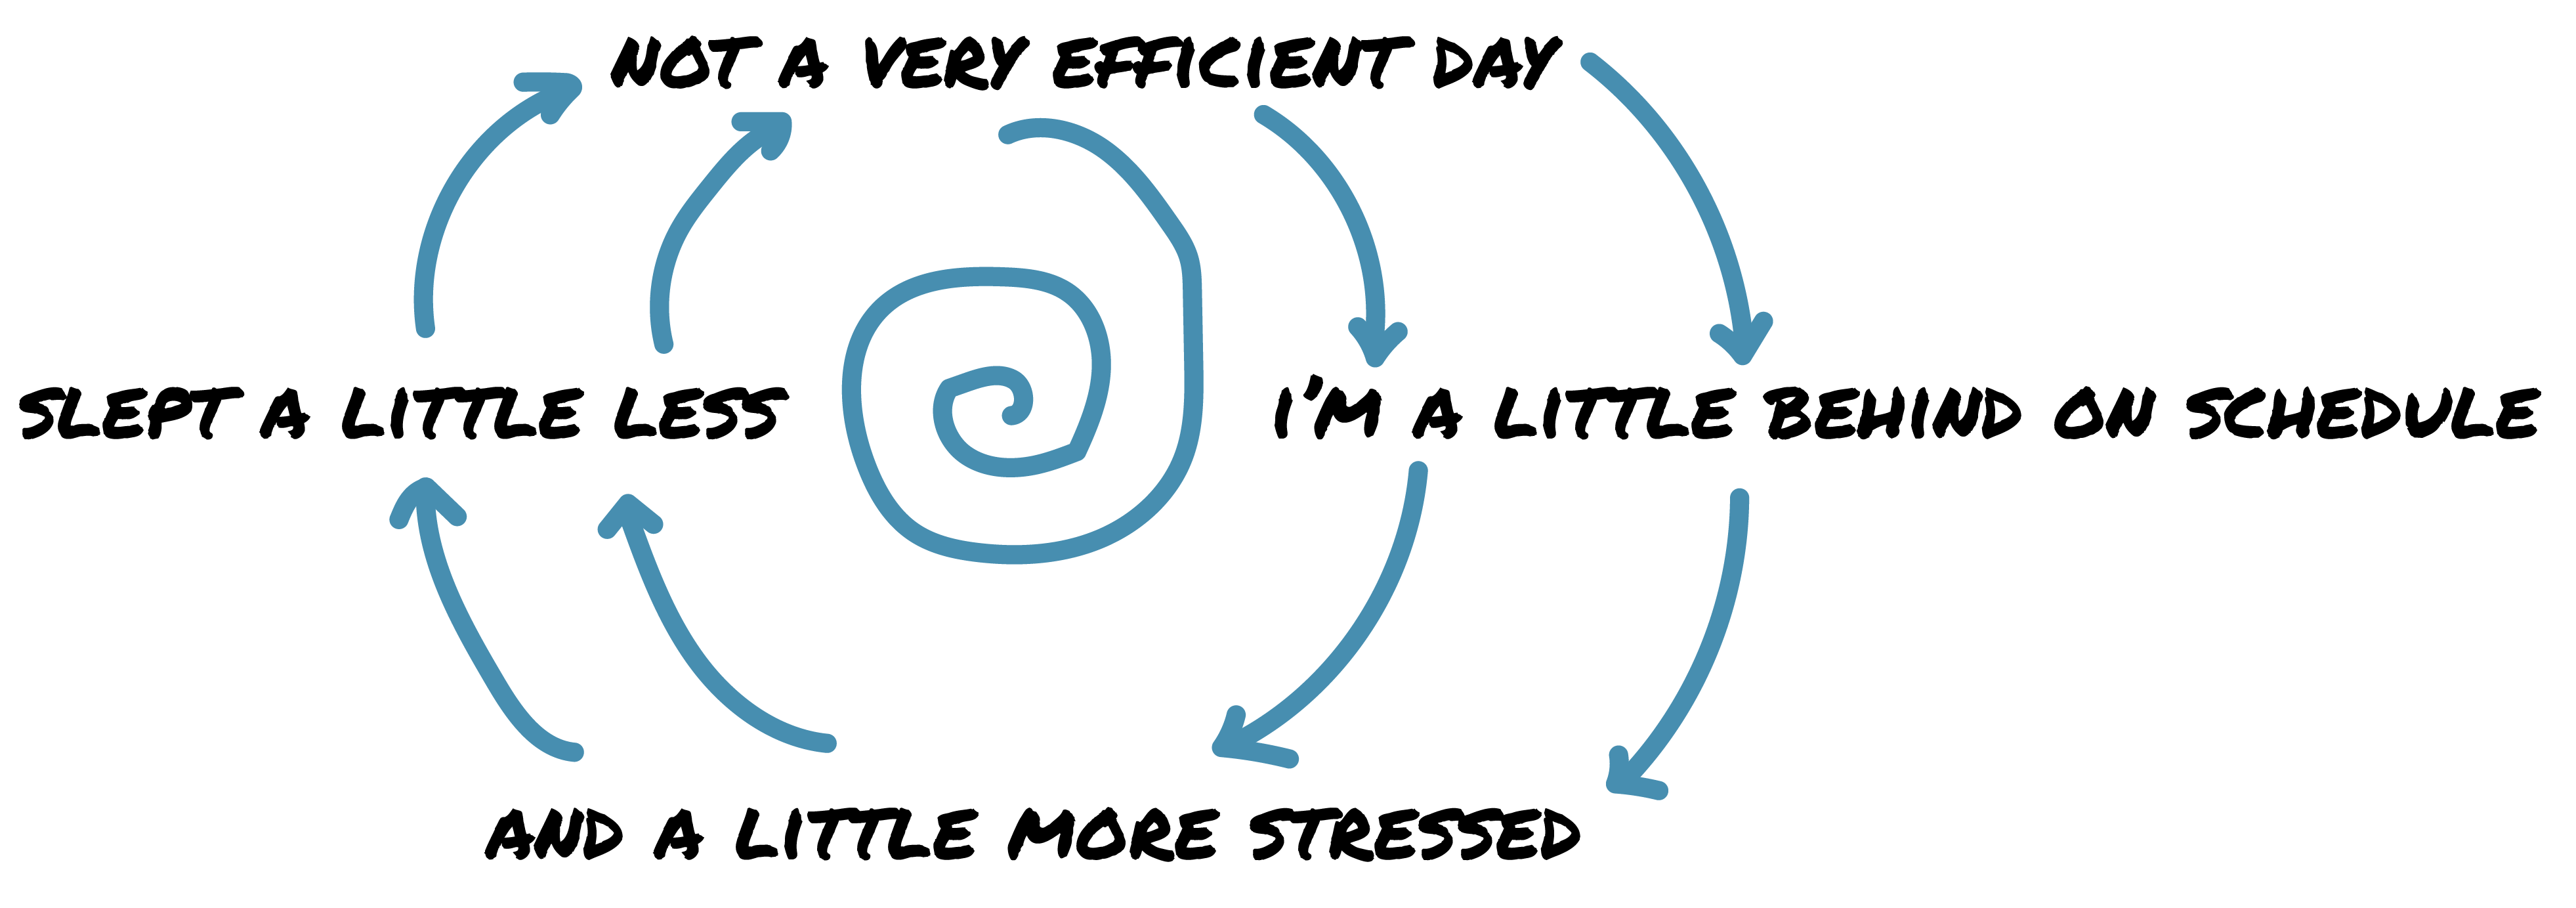 NOT A VERY EFFICIENT DAY
SLEPT A LITTLE LESS
I'M A LITTLE BEHIND ON SCHEDULE
AND A LITTLE MORE STRESSED